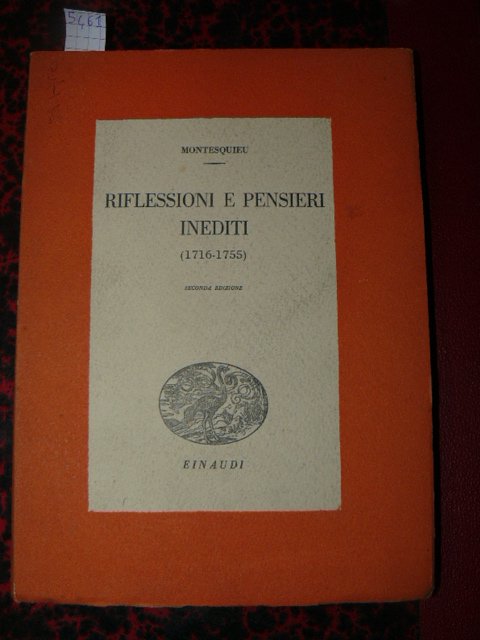 5461
MONTESQUIEU
RIFLESSIONI E PENSIERI
INEDITI
(1716-1755)
SECONDA EDIZIONE
EINAUDI